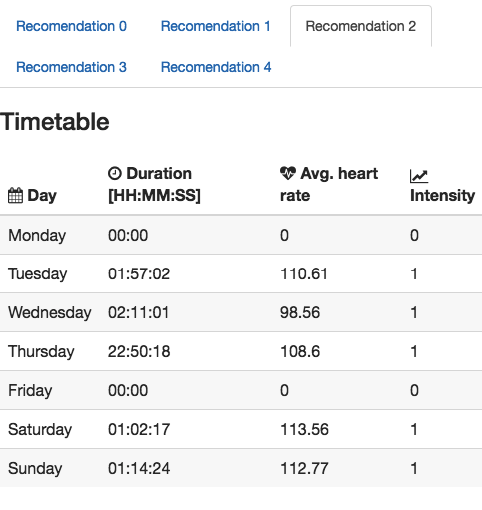 Recomendation 0 Recomendation 1 Recomendation 2
Recomendation 3 Recomendation 4
Timetable
Day Duration [HH:MM:SS] Avg. heart rate Intensity
Monday 00:00 0 0
Tuesday 01:57:02 110.61 1
Wednesday 02:11:01 98.56 1
Thursday 22:50:18 108.6 1
Friday 00:00 0 0
Saturday 01:02:17 113.56 1
Sunday 01:14:24 112.77 1